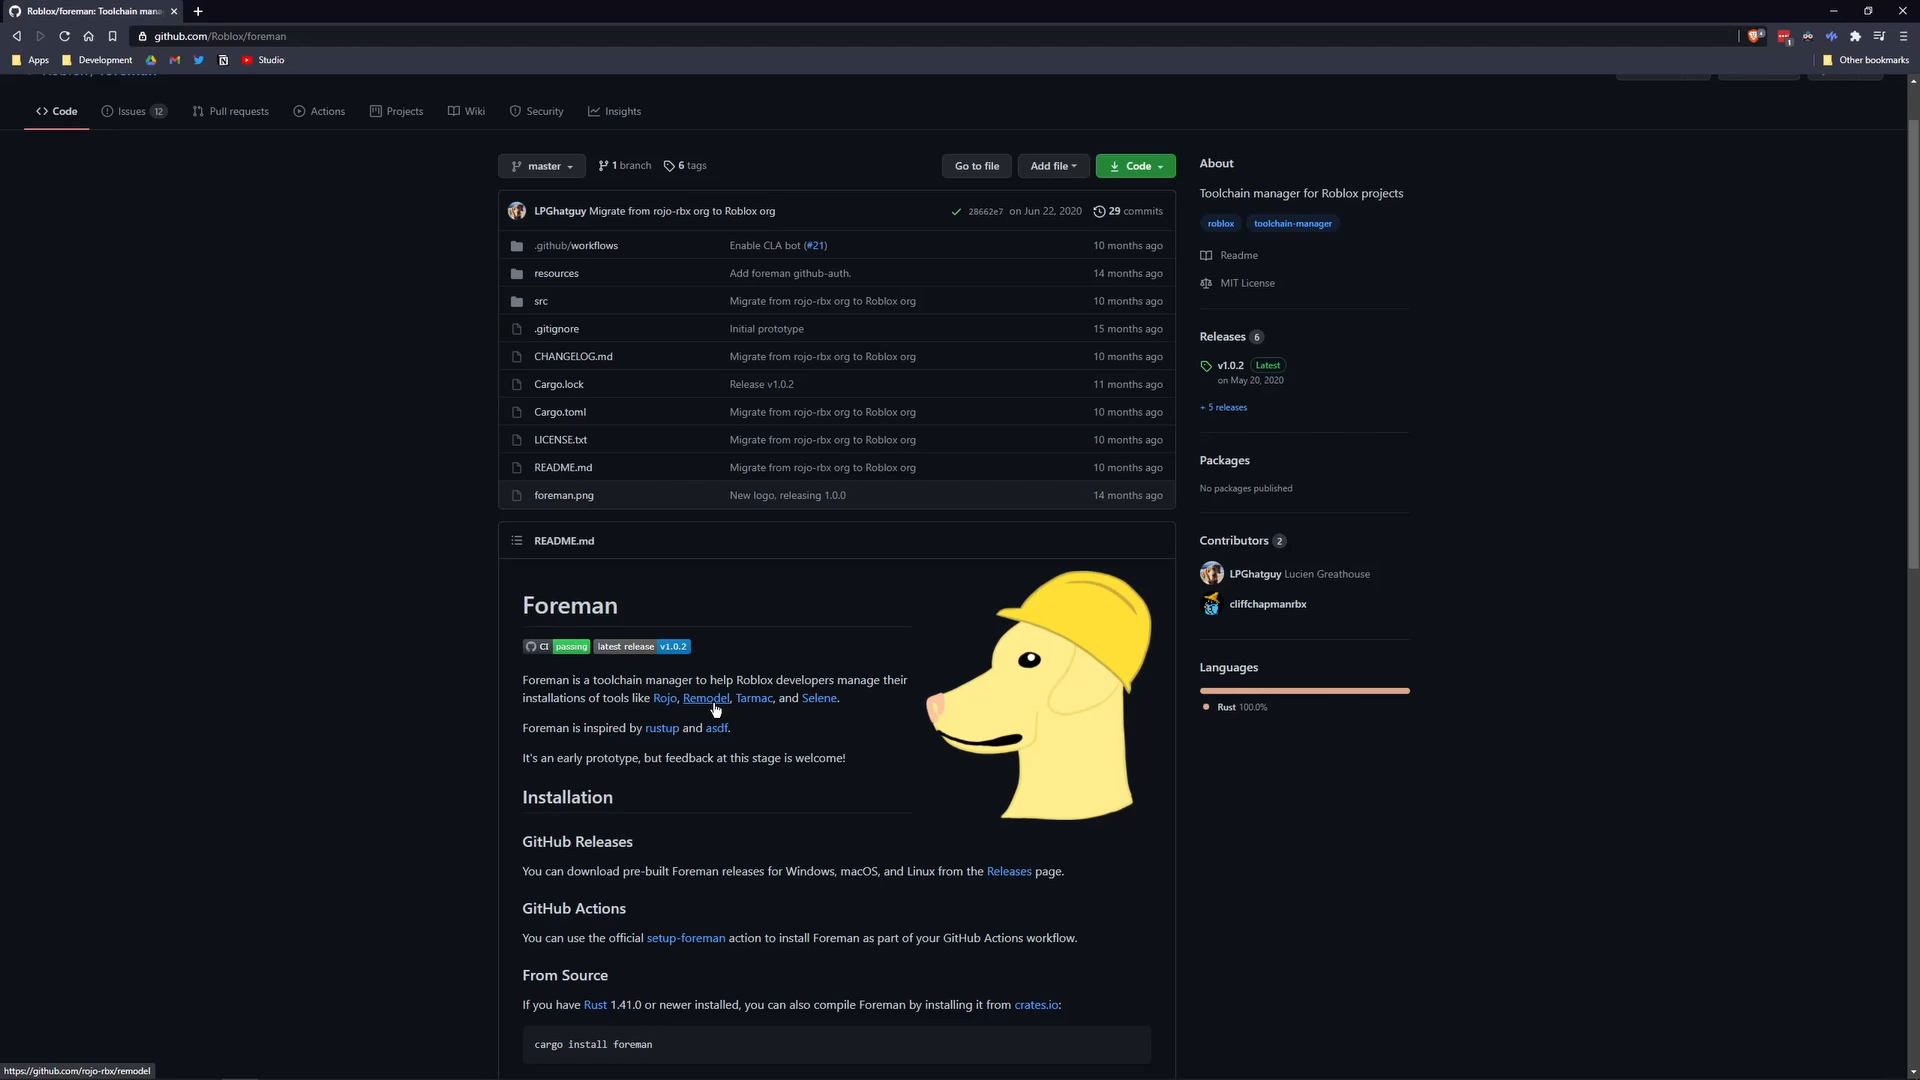 Roblox/foreman: Toolchain mana
github.com/Roblox/foreman
4
1
Apps Development Studio Other bookmarks
Code Issues 12 Pull requests Actions Projects Wiki Security Insights
master 1 branch 6 tags Go to file Add file Code
LPGhatguy Migrate from rojo-rbx org to Roblox org 28662e7 on Jun 22, 2020 29 commits
.github/workflows Enable CLA bot (#21) 10 months ago
resources Add foreman github-auth. 14 months ago
src Migrate from rojo-rbx org to Roblox org 10 months ago
.gitignore Initial prototype 15 months ago
CHANGELOG.md Migrate from rojo-rbx org to Roblox org 10 months ago
Cargo.lock Release v1.0.2 11 months ago
Cargo.toml Migrate from rojo-rbx org to Roblox org 10 months ago
LICENSE.txt Migrate from rojo-rbx org to Roblox org 10 months ago
README.md Migrate from rojo-rbx org to Roblox org 10 months ago
foreman.png New logo, releasing 1.0.0 14 months ago
README.md
Foreman
CI passing latest release v1.0.2
Foreman is a toolchain manager to help Roblox developers manage their
installations of tools like Rojo, Remodel, Tarmac, and Selene.
Foreman is inspired by rustup and asdf.
It's an early prototype, but feedback at this stage is welcome!
Installation
GitHub Releases
You can download pre-built Foreman releases for Windows, macOS, and Linux from the Releases page.
GitHub Actions
You can use the official setup-foreman action to install Foreman as part of your GitHub Actions workflow.
From Source
If you have Rust 1.41.0 or newer installed, you can also compile Foreman by installing it from crates.io:
cargo install foreman
About
Toolchain manager for Roblox projects
roblox toolchain-manager
Readme
MIT License
Releases 6
v1.0.2 Latest
on May 20, 2020
+ 5 releases
Packages
No packages published
Contributors 2
LPGhatguy Lucien Greathouse
cliffchapmanrbx
Languages
Rust 100.0%
https://github.com/rojo-rbx/remodel